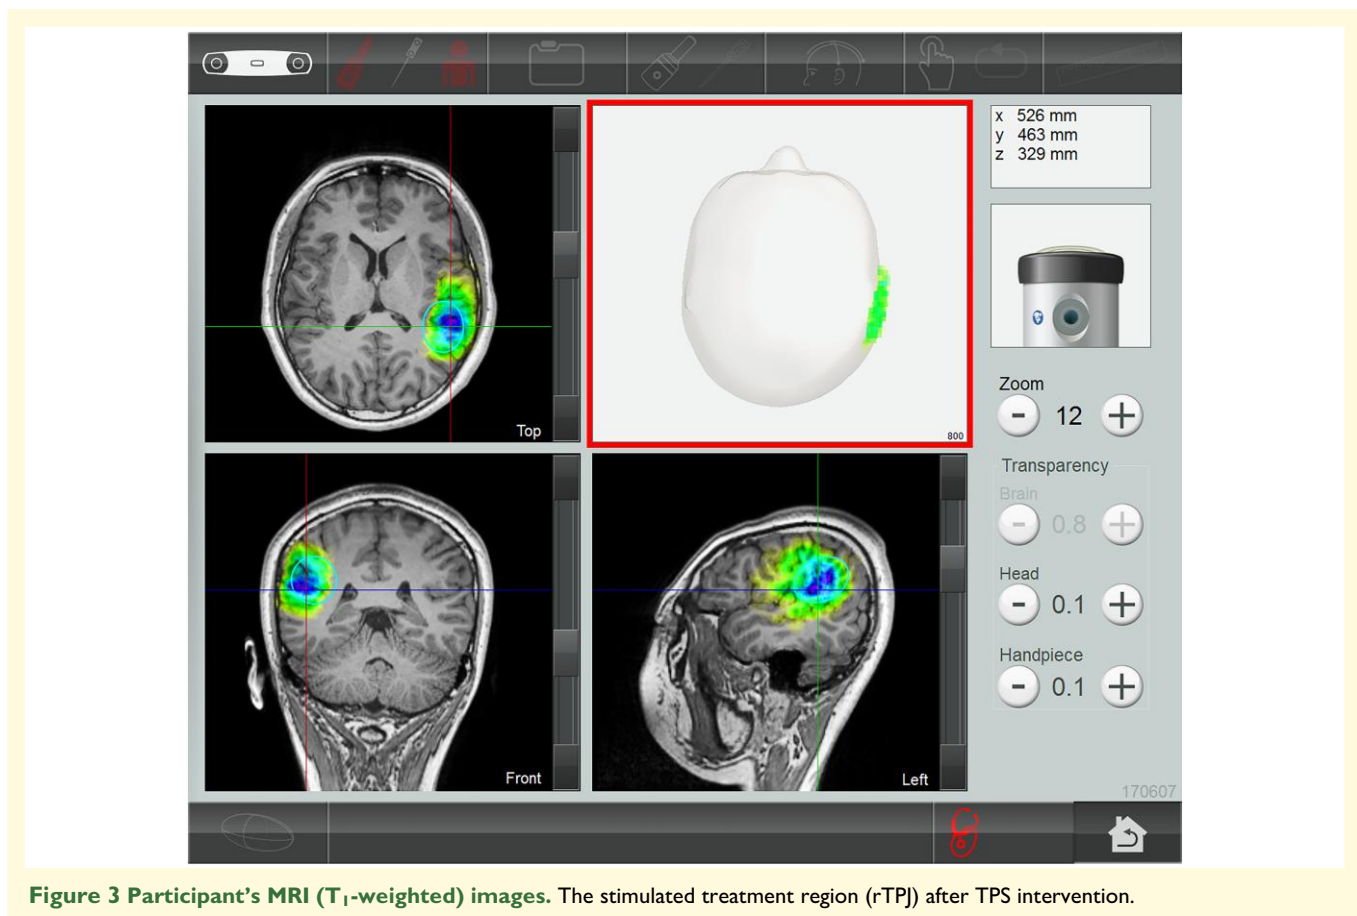 x 526 mm
y 463 mm
z 329 mm
Top
800
Zoom
- 12 +
Transparency
Brain
- 0.8 +
Head
- 0.1 +
Handpiece
- 0.1 +
Front
Left
170607
Figure 3 Participant's MRI (T₁-weighted) images. The stimulated treatment region (rTPJ) after TPS intervention.